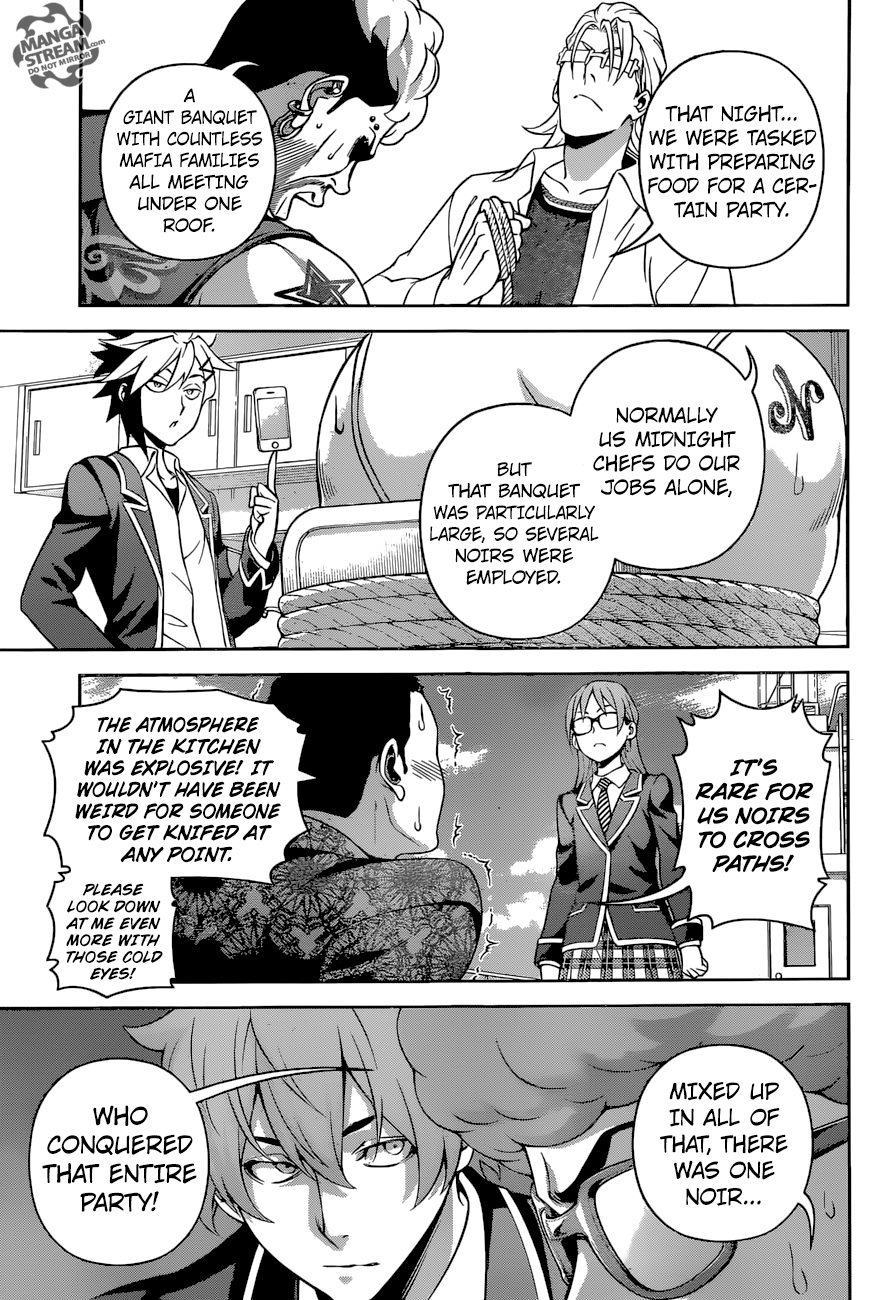 MANGA
STREAM.com
DO NOT MIRROR
THAT NIGHT...
WE WERE TASKED
WITH PREPARING
FOOD FOR A CER-
TAIN PARTY.
A
GIANT BANQUET
WITH COUNTLESS
MAFIA FAMILIES
ALL MEETING
UNDER ONE
ROOF.
NORMALLY
US MIDNIGHT
CHEFS DO OUR
JOBS ALONE,
BUT
THAT BANQUET
WAS PARTICULARLY
LARGE, SO SEVERAL
NOIRS WERE
EMPLOYED.
N
IT'S
RARE FOR
US NOIRS
TO CROSS
PATHS!
THE ATMOSPHERE
IN THE KITCHEN
WAS EXPLOSIVE! IT
WOULDN'T HAVE BEEN
WEIRD FOR SOMEONE
TO GET KNIFED AT
ANY POINT.
PLEASE
LOOK DOWN
AT ME EVEN
MORE WITH
THOSE COLD
EYES!
MIXED UP
IN ALL OF
THAT, THERE
WAS ONE
NOIR...
WHO
CONQUERED
THAT ENTIRE
PARTY!